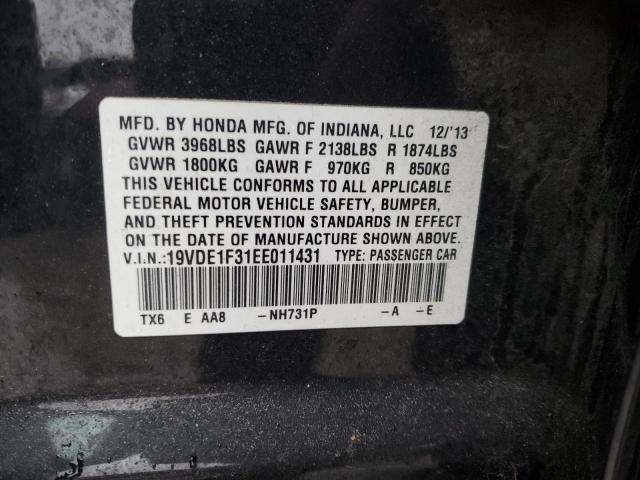 MFD. BY HONDA MFG. OF INDIANA, LLC 12/'13
GVWR 3968LBS GAWR F 2138LBS R 1874LBS
GVWR 1800KG GAWR F 970KG R 850KG
THIS VEHICLE CONFORMS TO ALL APPLICABLE
FEDERAL MOTOR VEHICLE SAFETY, BUMPER,
AND THEFT PREVENTION STANDARDS IN EFFECT
ON THE DATE OF MANUFACTURE SHOWN ABOVE.
V.I.N.:19VDE1F31EE011431 TYPE: PASSENGER CAR
TX6 E AA8 -NH731P -A -E